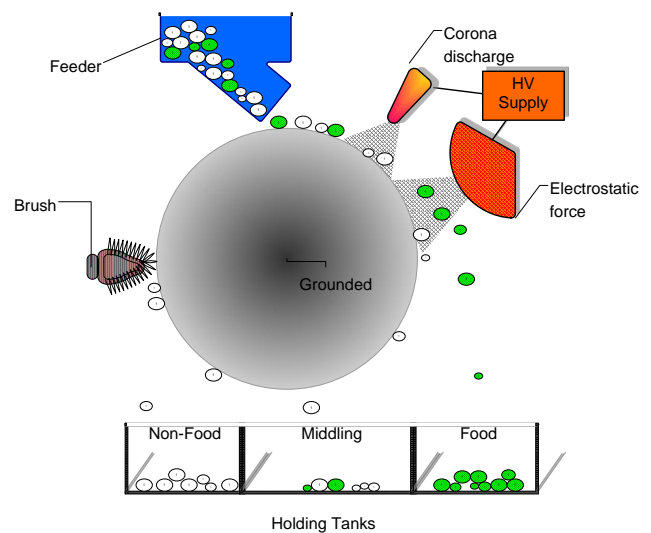 Corona
discharge
Feeder
HV
Supply
Electrostatic
force
Brush
Grounded
Non-Food
Middling
Food
Holding Tanks